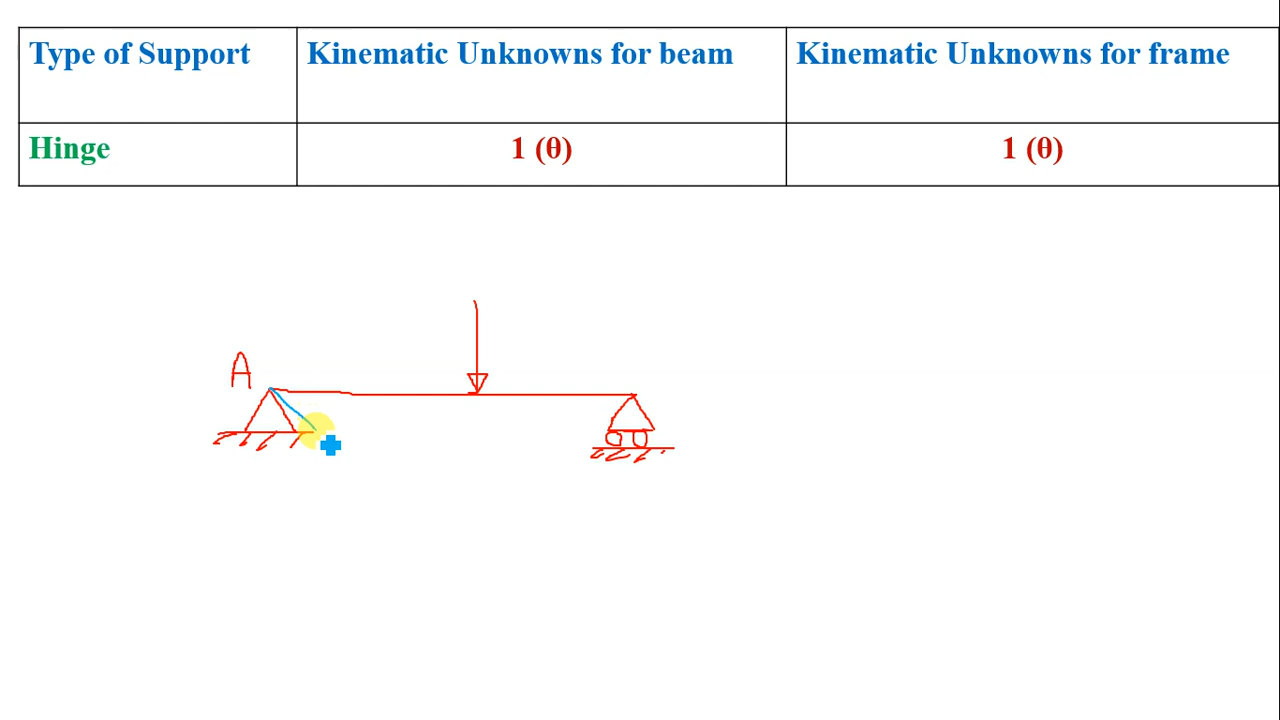 Type of Support Kinematic Unknowns for beam Kinematic Unknowns for frame
Hinge 1 (θ) 1 (θ)
A